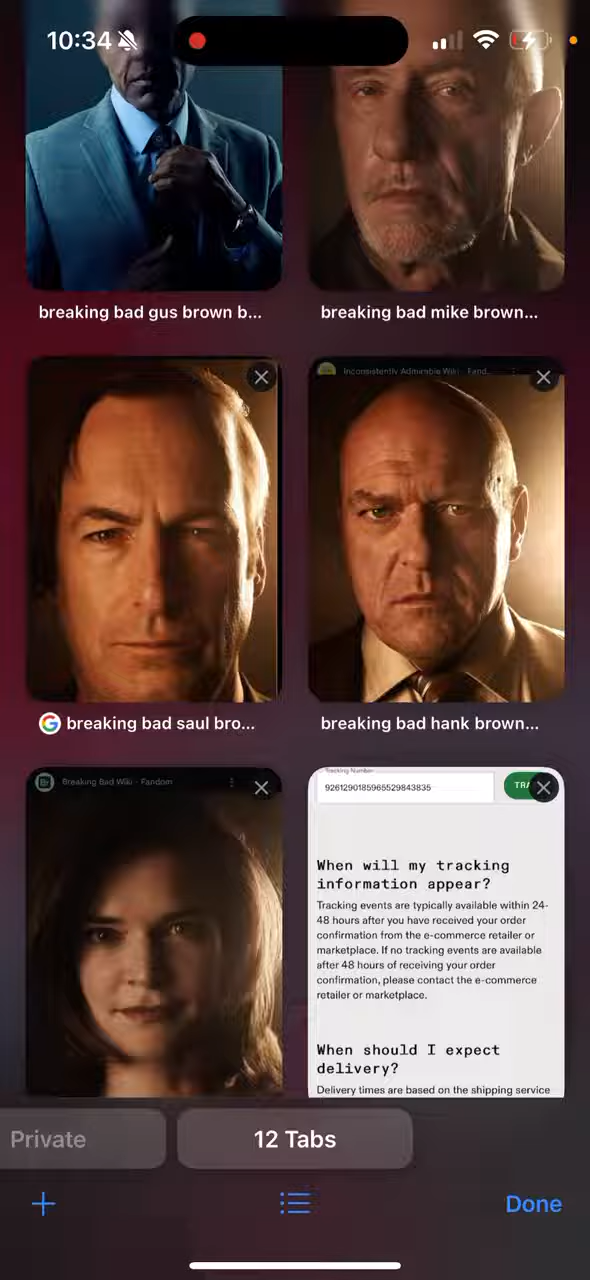 10:34
breaking bad gus brown b...
breaking bad mike brown...
Inconsistently Admirable Wiki - Fand...
breaking bad saul bro...
breaking bad hank brown...
Breaking Bad Wiki - Fandom
Tracking Number
9261290185965529843835
TRA
When will my tracking
information appear?
Tracking events are typically available within 24-
48 hours after you have received your order
confirmation from the e-commerce retailer or
marketplace. If no tracking events are available
after 48 hours of receiving your order
confirmation, please contact the e-commerce
retailer or marketplace.
When should I expect
delivery?
Delivery times are based on the shipping service
Private
12 Tabs
Done